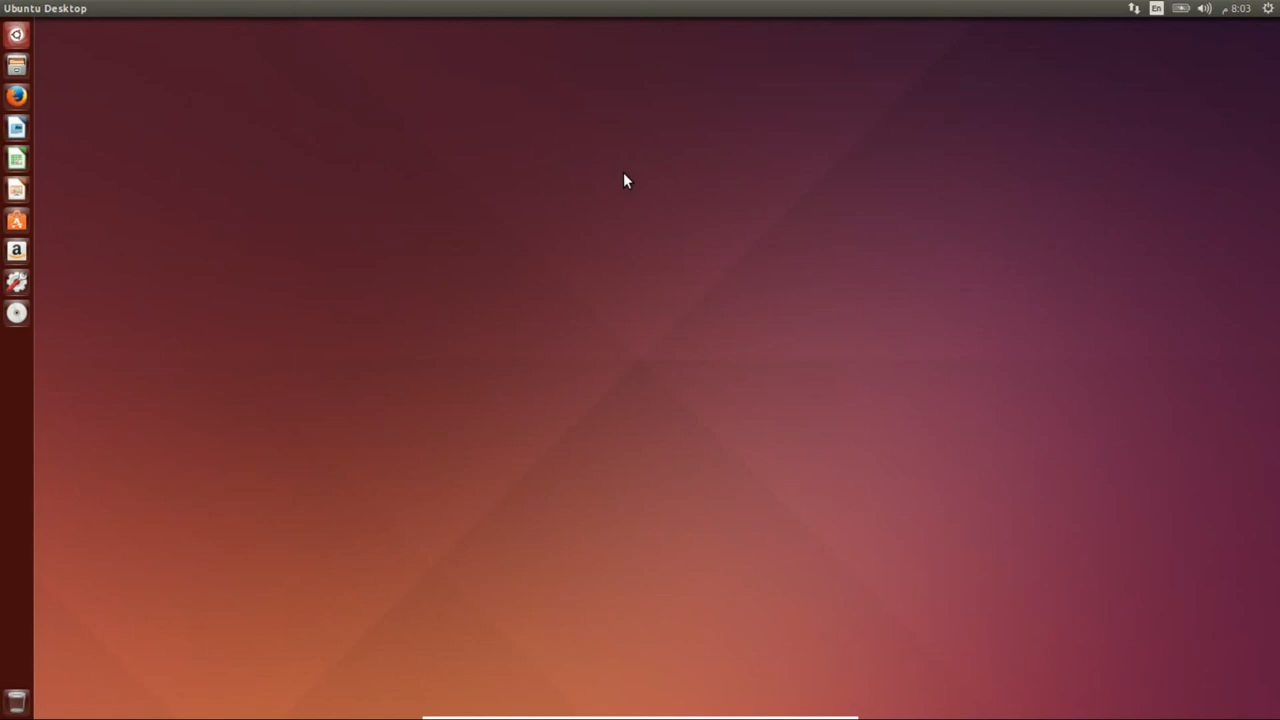 Ubuntu Desktop
En
8:03 م
a